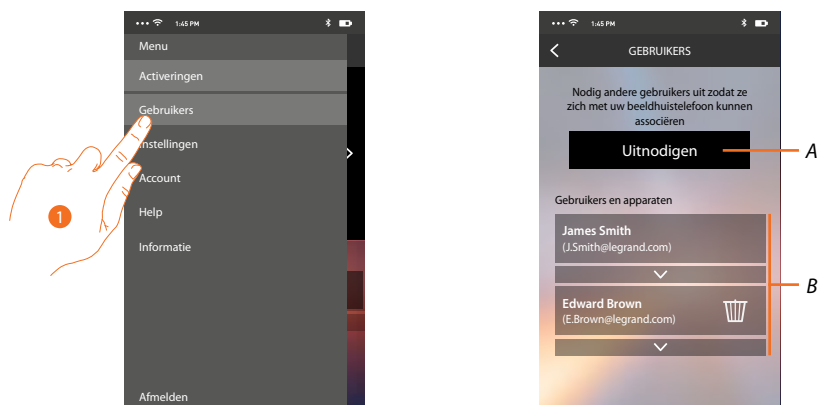 1:45 PM
Menu
Activeringen
Gebruikers
Instellingen
Account
Help
Informatie
Afmelden
1
1:45 PM
GEBRUIKERS
Nodig andere gebruikers uit zodat ze
zich met uw beeldhuistelefoon kunnen
associëren
Uitnodigen
A
Gebruikers en apparaten
James Smith
(J.Smith@legrand.com)
B
Edward Brown
(E.Brown@legrand.com)